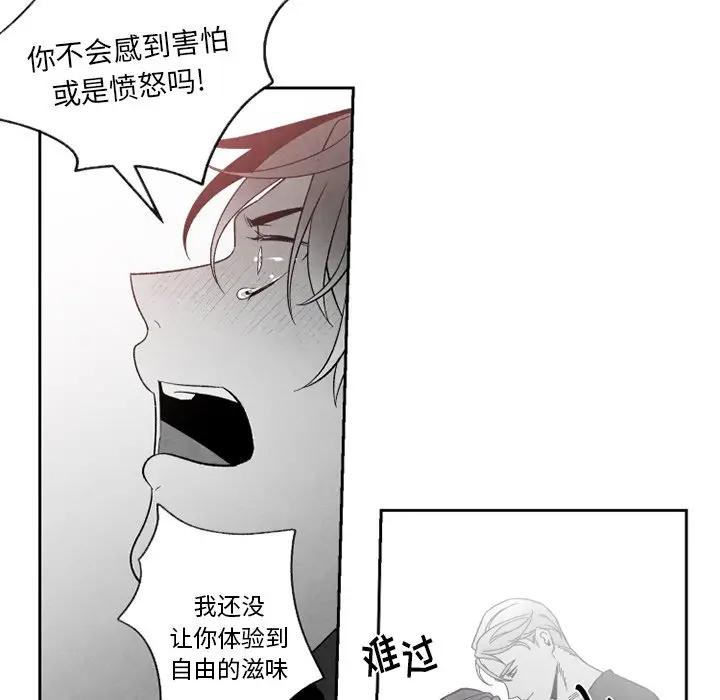 你不会感到害怕
或是愤怒吗!
我还没
让你体验到
自由的滋味
难过